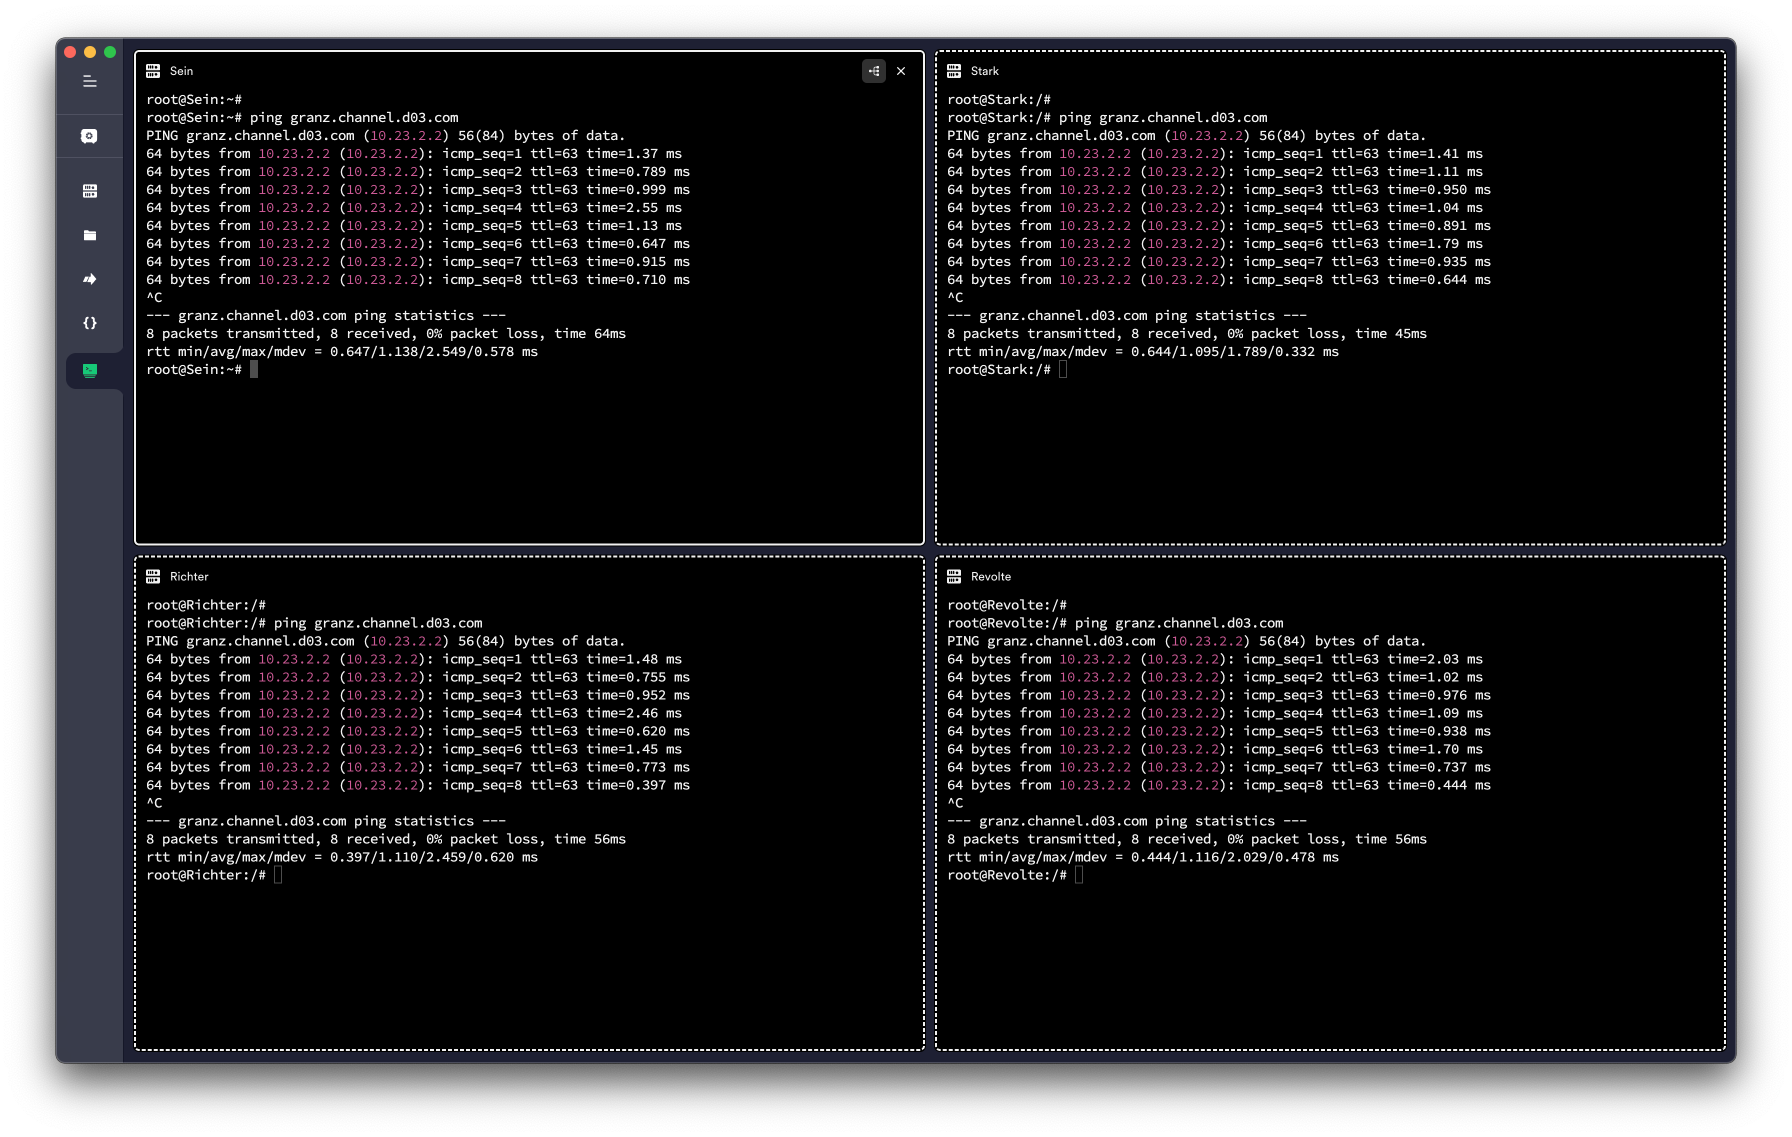 Sein
root@Sein:~#
root@Sein:~# ping granz.channel.d03.com
PING granz.channel.d03.com (10.23.2.2) 56(84) bytes of data.
64 bytes from 10.23.2.2 (10.23.2.2): icmp_seq=1 ttl=63 time=1.37 ms
64 bytes from 10.23.2.2 (10.23.2.2): icmp_seq=2 ttl=63 time=0.789 ms
64 bytes from 10.23.2.2 (10.23.2.2): icmp_seq=3 ttl=63 time=0.999 ms
64 bytes from 10.23.2.2 (10.23.2.2): icmp_seq=4 ttl=63 time=2.55 ms
64 bytes from 10.23.2.2 (10.23.2.2): icmp_seq=5 ttl=63 time=1.13 ms
64 bytes from 10.23.2.2 (10.23.2.2): icmp_seq=6 ttl=63 time=0.647 ms
64 bytes from 10.23.2.2 (10.23.2.2): icmp_seq=7 ttl=63 time=0.915 ms
64 bytes from 10.23.2.2 (10.23.2.2): icmp_seq=8 ttl=63 time=0.710 ms
^C
--- granz.channel.d03.com ping statistics ---
8 packets transmitted, 8 received, 0% packet loss, time 64ms
rtt min/avg/max/mdev = 0.647/1.138/2.549/0.578 ms
root@Sein:~#
Stark
root@Stark:/#
root@Stark:/# ping granz.channel.d03.com
PING granz.channel.d03.com (10.23.2.2) 56(84) bytes of data.
64 bytes from 10.23.2.2 (10.23.2.2): icmp_seq=1 ttl=63 time=1.41 ms
64 bytes from 10.23.2.2 (10.23.2.2): icmp_seq=2 ttl=63 time=1.11 ms
64 bytes from 10.23.2.2 (10.23.2.2): icmp_seq=3 ttl=63 time=0.950 ms
64 bytes from 10.23.2.2 (10.23.2.2): icmp_seq=4 ttl=63 time=1.04 ms
64 bytes from 10.23.2.2 (10.23.2.2): icmp_seq=5 ttl=63 time=0.891 ms
64 bytes from 10.23.2.2 (10.23.2.2): icmp_seq=6 ttl=63 time=1.79 ms
64 bytes from 10.23.2.2 (10.23.2.2): icmp_seq=7 ttl=63 time=0.935 ms
64 bytes from 10.23.2.2 (10.23.2.2): icmp_seq=8 ttl=63 time=0.644 ms
^C
--- granz.channel.d03.com ping statistics ---
8 packets transmitted, 8 received, 0% packet loss, time 45ms
rtt min/avg/max/mdev = 0.644/1.095/1.789/0.332 ms
root@Stark:/#
Richter
root@Richter:/#
root@Richter:/# ping granz.channel.d03.com
PING granz.channel.d03.com (10.23.2.2) 56(84) bytes of data.
64 bytes from 10.23.2.2 (10.23.2.2): icmp_seq=1 ttl=63 time=1.48 ms
64 bytes from 10.23.2.2 (10.23.2.2): icmp_seq=2 ttl=63 time=0.755 ms
64 bytes from 10.23.2.2 (10.23.2.2): icmp_seq=3 ttl=63 time=0.952 ms
64 bytes from 10.23.2.2 (10.23.2.2): icmp_seq=4 ttl=63 time=2.46 ms
64 bytes from 10.23.2.2 (10.23.2.2): icmp_seq=5 ttl=63 time=0.620 ms
64 bytes from 10.23.2.2 (10.23.2.2): icmp_seq=6 ttl=63 time=1.45 ms
64 bytes from 10.23.2.2 (10.23.2.2): icmp_seq=7 ttl=63 time=0.773 ms
64 bytes from 10.23.2.2 (10.23.2.2): icmp_seq=8 ttl=63 time=0.397 ms
^C
--- granz.channel.d03.com ping statistics ---
8 packets transmitted, 8 received, 0% packet loss, time 56ms
rtt min/avg/max/mdev = 0.397/1.110/2.459/0.620 ms
root@Richter:/#
Revolte
root@Revolte:/#
root@Revolte:/# ping granz.channel.d03.com
PING granz.channel.d03.com (10.23.2.2) 56(84) bytes of data.
64 bytes from 10.23.2.2 (10.23.2.2): icmp_seq=1 ttl=63 time=2.03 ms
64 bytes from 10.23.2.2 (10.23.2.2): icmp_seq=2 ttl=63 time=1.02 ms
64 bytes from 10.23.2.2 (10.23.2.2): icmp_seq=3 ttl=63 time=0.976 ms
64 bytes from 10.23.2.2 (10.23.2.2): icmp_seq=4 ttl=63 time=1.09 ms
64 bytes from 10.23.2.2 (10.23.2.2): icmp_seq=5 ttl=63 time=0.938 ms
64 bytes from 10.23.2.2 (10.23.2.2): icmp_seq=6 ttl=63 time=1.70 ms
64 bytes from 10.23.2.2 (10.23.2.2): icmp_seq=7 ttl=63 time=0.737 ms
64 bytes from 10.23.2.2 (10.23.2.2): icmp_seq=8 ttl=63 time=0.444 ms
^C
--- granz.channel.d03.com ping statistics ---
8 packets transmitted, 8 received, 0% packet loss, time 56ms
rtt min/avg/max/mdev = 0.444/1.116/2.029/0.478 ms
root@Revolte:/#